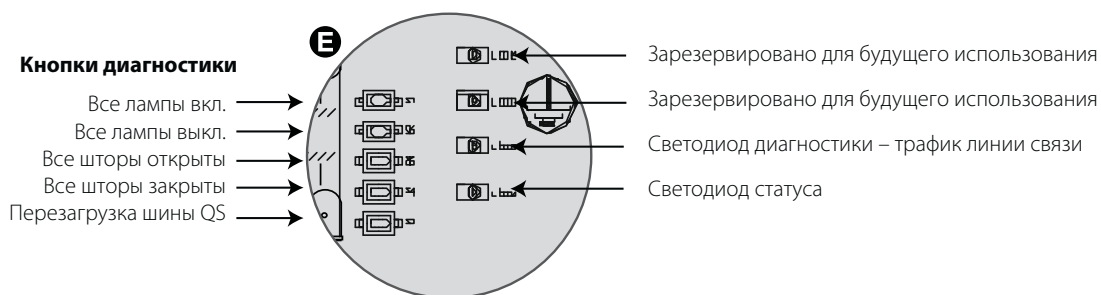 E
Кнопки диагностики
Все лампы вкл.
Все лампы выкл.
Все шторы открыты
Все шторы закрыты
Перезагрузка шины QS
Зарезервировано для будущего использования
Зарезервировано для будущего использования
Светодиод диагностики – трафик линии связи
Светодиод статуса